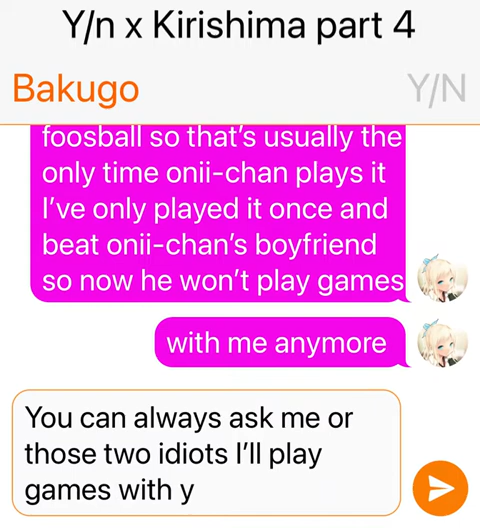 Y/n x Kirishima part 4
Bakugo
Y/N
foosball so that's usually the
only time onii-chan plays it
I've only played it once and
beat onii-chan's boyfriend
so now he won't play games
with me anymore
You can always ask me or
those two idiots I'll play
games with y